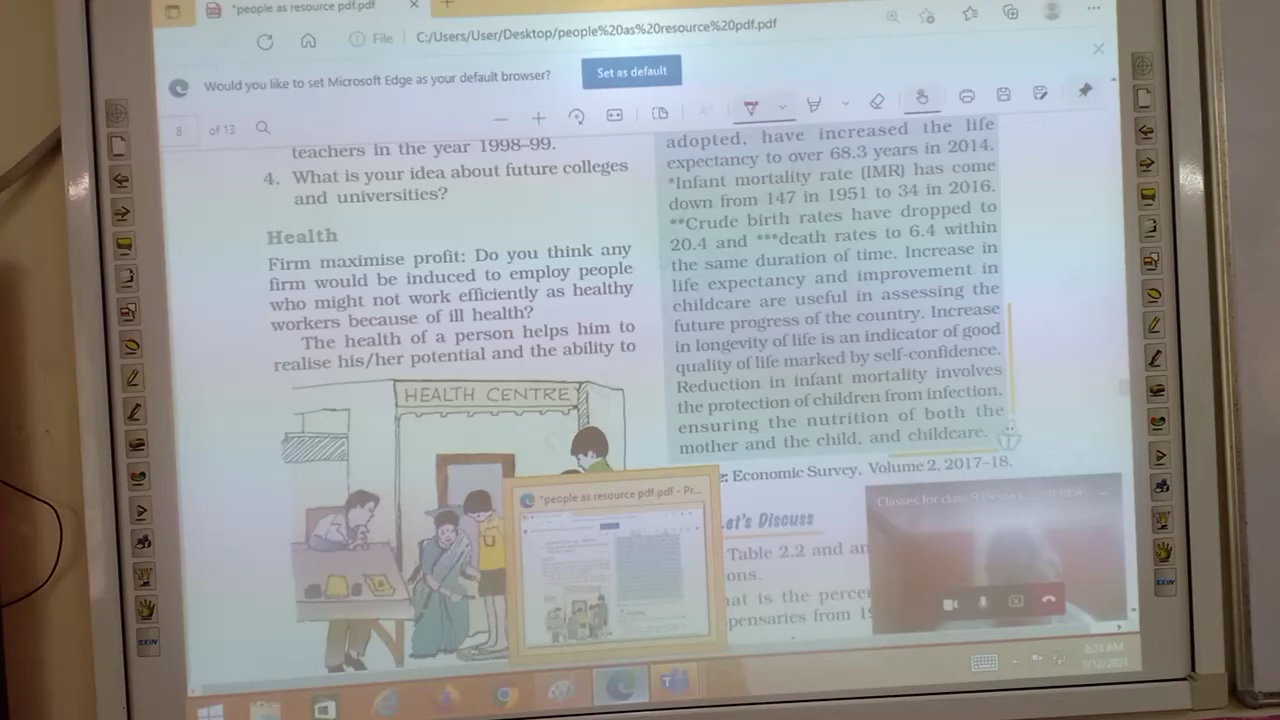 "people as resource pdf.pdf
File
C:/Users/User/Desktop/people%20as%20resource%20pdf.pdf
Would you like to set Microsoft Edge as your default browser?
Set as default
8 of 13
teachers in the year 1998–99.
4. What is your idea about future colleges
and universities?
Health
Firm maximise profit: Do you think any
firm would be induced to employ people
who might not work efficiently as healthy
workers because of ill health?
The health of a person helps him to
realise his/her potential and the ability to
HEALTH CENTRE
adopted, have increased the life
expectancy to over 68.3 years in 2014.
*Infant mortality rate (IMR) has come
down from 147 in 1951 to 34 in 2016.
**Crude birth rates have dropped to
20.4 and ***death rates to 6.4 within
the same duration of time. Increase in
life expectancy and improvement in
childcare are useful in assessing the
future progress of the country. Increase
in longevity of life is an indicator of good
quality of life marked by self-confidence.
Reduction in infant mortality involves
the protection of children from infection,
ensuring the nutrition of both the
mother and the child, and childcare.
Economic Survey, Volume 2, 2017–18.
et's Discuss
Table 2.2 and
ons.
"people as resource pdf.pdf - Pr...
Classes for class 9
EKIN
EKIN